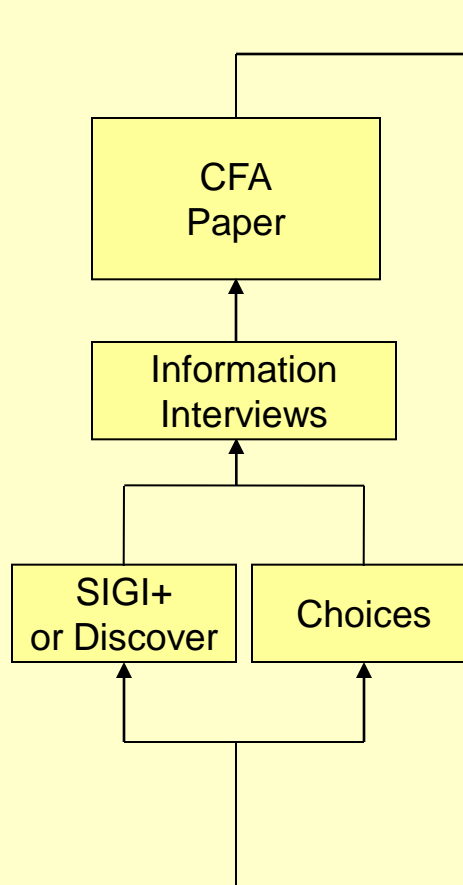 CFA
Paper
Information
Interviews
SIGI+
or Discover
Choices